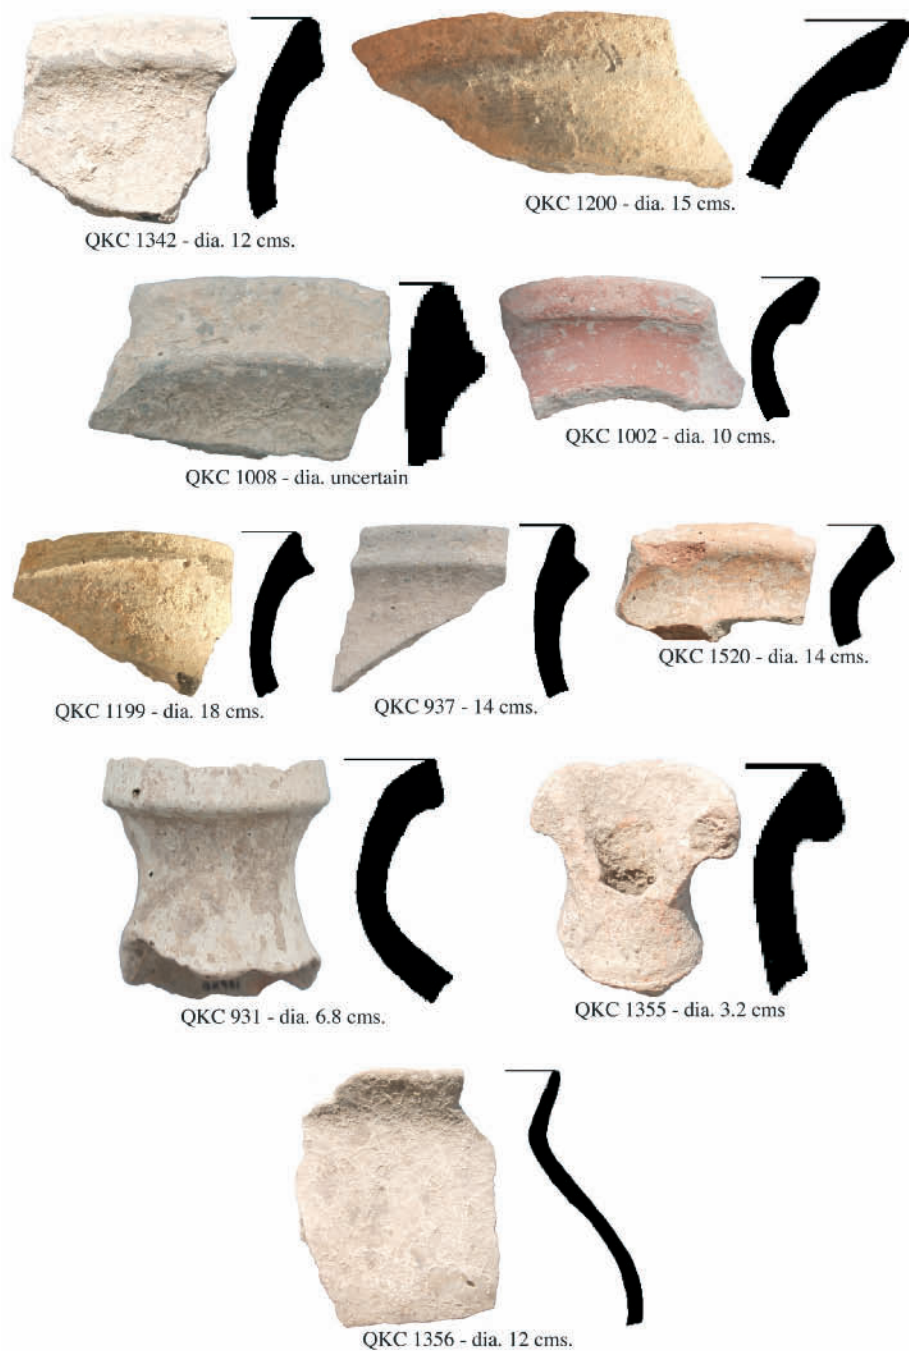 QKC 1342 - dia. 12 cms.
QKC 1200 - dia. 15 cms.
QKC 1008 - dia. uncertain
QKC 1002 - dia. 10 cms.
QKC 1199 - dia. 18 cms.
QKC 937 - 14 cms.
QKC 1520 - dia. 14 cms.
QKC 931 - dia. 6.8 cms.
QKC 1355 - dia. 3.2 cms
QKC 1356 - dia. 12 cms.